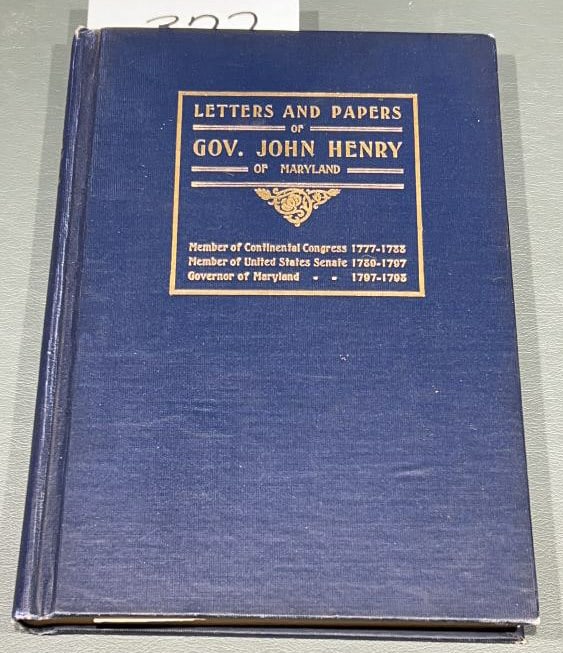 LETTERS AND PAPERS
OF
GOV. JOHN HENRY
OF MARYLAND
Member of Continental Congress 1777-1788
Member of United States Senate 1789-1797
Governor of Maryland - - 1797-1798